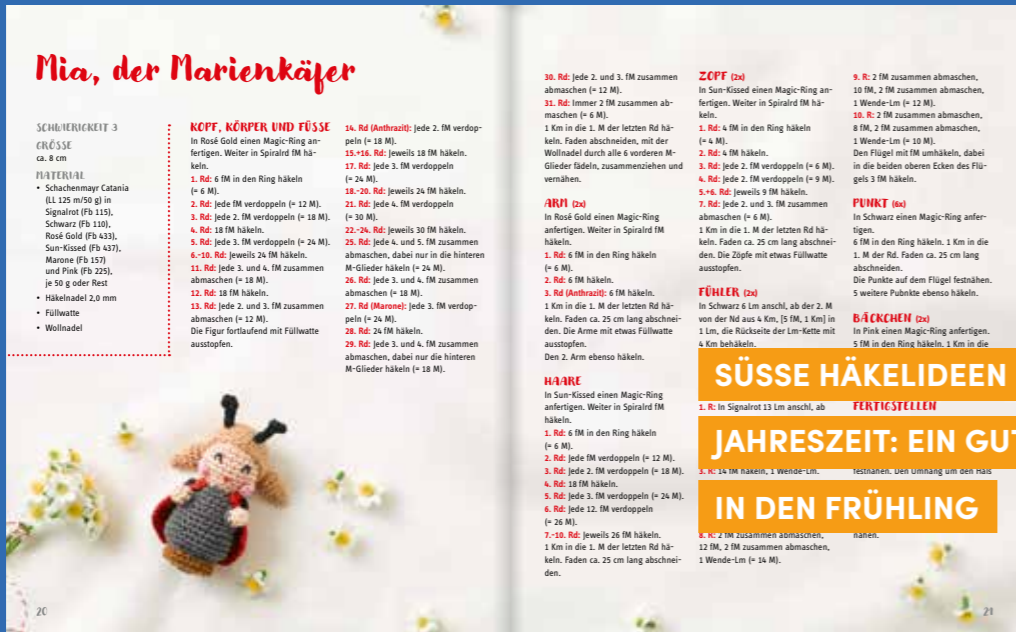 Mia, der Marienkäfer
SCHWIERIGKEIT 3
GRÖSSE
ca. 8 cm
MATERIAL
• Schachenmayr Catania
(LL 125 m/50 g) in
Signalrot (Fb 115),
Schwarz (Fb 110),
Rosé Gold (Fb 433),
Sun-Kissed (Fb 437),
Marone (Fb 157)
und Pink (Fb 225),
je 50 g oder Rest
• Häkelnadel 2,0 mm
• Füllwatte
• Wollnadel
KOPF, KÖRPER UND FÜSSE
In Rosé Gold einen Magic-Ring an-
fertigen. Weiter in Spiralrd fM hä-
keln.
1. Rd: 6 fM in den Ring häkeln
(= 6 M).
2. Rd: Jede fM verdoppeln (= 12 M).
3. Rd: Jede 2. fM verdoppeln (= 18 M).
4. Rd: 18 fM häkeln.
5. Rd: Jede 3. fM verdoppeln (= 24 M).
6.-10. Rd: Jeweils 24 fM häkeln.
11. Rd: Jede 3. und 4. fM zusammen
abmaschen (= 18 M).
12. Rd: 18 fM häkeln.
13. Rd: Jede 2. und 3. fM zusammen
abmaschen (= 12 M).
Die Figur fortlaufend mit Füllwatte
ausstopfen.
14. Rd (Anthrazit): Jede 2. fM verdop-
peln (= 18 M).
15.+16. Rd: Jeweils 18 fM häkeln.
17. Rd: Jede 3. fM verdoppeln
(= 24 M).
18.-20. Rd: Jeweils 24 fM häkeln.
21. Rd: Jede 4. fM verdoppeln
(= 30 M).
22.-24. Rd: Jeweils 30 fM häkeln.
25. Rd: Jede 4. und 5. fM zusammen
abmaschen, dabei nur in die hinteren
M-Glieder häkeln (= 24 M).
26. Rd: Jede 3. und 4. fM zusammen
abmaschen (= 18 M).
27. Rd (Marone): Jede 3. fM verdop-
peln (= 24 M).
28. Rd: 24 fM häkeln.
29. Rd: Jede 3. und 4. fM zusammen
abmaschen, dabei nur die hinteren
M-Glieder häkeln (= 18 M).
20
30. Rd: Jede 2. und 3. fM zusammen
abmaschen (= 12 M).
31. Rd: Immer 2 fM zusammen ab-
maschen (= 6 M).
1 Km in die 1. M der letzten Rd hä-
keln. Faden abschneiden, mit der
Wollnadel durch alle 6 vorderen M-
Glieder fädeln, zusammenziehen und
vernähen.
ARM (2x)
In Rosé Gold einen Magic-Ring
anfertigen. Weiter in Spiralrd fM
häkeln.
1. Rd: 6 fM in den Ring häkeln
(= 6 M).
2. Rd: 6 fM häkeln.
3. Rd (Anthrazit): 6 fM häkeln.
1 Km in die 1. M der letzten Rd hä-
keln. Faden ca. 25 cm lang abschnei-
den. Die Arme mit etwas Füllwatte
ausstopfen.
Den 2. Arm ebenso häkeln.
HAARE
In Sun-Kissed einen Magic-Ring
anfertigen. Weiter in Spiralrd fM
häkeln.
1. Rd: 6 fM in den Ring häkeln
(= 6 M).
2. Rd: Jede fM verdoppeln (= 12 M).
3. Rd: Jede 2. fM verdoppeln (= 18 M).
4. Rd: 18 fM häkeln.
5. Rd: Jede 3. fM verdoppeln (= 24 M).
6. Rd: Jede 12. fM verdoppeln
(= 26 M).
7.-10. Rd: Jeweils 26 fM häkeln.
1 Km in die 1. M der letzten Rd hä-
keln. Faden ca. 25 cm lang abschnei-
den.
ZOPF (2x)
In Sun-Kissed einen Magic-Ring an-
fertigen. Weiter in Spiralrd fM hä-
keln.
1. Rd: 4 fM in den Ring häkeln
(= 4 M).
2. Rd: 4 fM häkeln.
3. Rd: Jede 2. fM verdoppeln (= 6 M).
4. Rd: Jede 2. fM verdoppeln (= 9 M).
5.+6. Rd: Jeweils 9 fM häkeln.
7. Rd: Jede 2. und 3. fM zusammen
abmaschen (= 6 M).
1 Km in die 1. M der letzten Rd hä-
keln. Faden ca. 25 cm lang abschnei-
den. Die Zöpfe mit etwas Füllwatte
ausstopfen.
FÜHLER (2x)
In Schwarz 6 Lm anschl, ab der 2. M
von der Nd aus 4 Km, [5 fM, 1 Km] in
1 Lm, die Rückseite der Lm-Kette mit
4 Km behäkeln.
1. R: In Signalrot 13 Lm anschl, ab
3. R: 14 fM häkeln, 1 Wende-Lm.
8. R: 2 fM zusammen abmaschen,
12 fM, 2 fM zusammen abmaschen,
1 Wende-Lm (= 14 M).
9. R: 2 fM zusammen abmaschen,
10 fM, 2 fM zusammen abmaschen,
1 Wende-Lm (= 12 M).
10. R: 2 fM zusammen abmaschen,
8 fM, 2 fM zusammen abmaschen,
1 Wende-Lm (= 10 M).
Den Flügel mit fM umhäkeln, dabei
in die beiden oberen Ecken des Flü-
gels 3 fM häkeln.
PUNKT (6x)
In Schwarz einen Magic-Ring anfer-
tigen.
6 fM in den Ring häkeln. 1 Km in die
1. M der Rd. Faden ca. 25 cm lang
abschneiden.
Die Punkte auf dem Flügel festnähen.
5 weitere Pubnkte ebenso häkeln.
BÄCKCHEN (2x)
In Pink einen Magic-Ring anfertigen.
5 fM in den Ring häkeln. 1 Km in die
FERTIGSTELLEN
festnähen. Den Umhang um den Hals
nähen.
SÜSSE HÄKELIDEEN
JAHRESZEIT: EIN GUT
IN DEN FRÜHLING
21